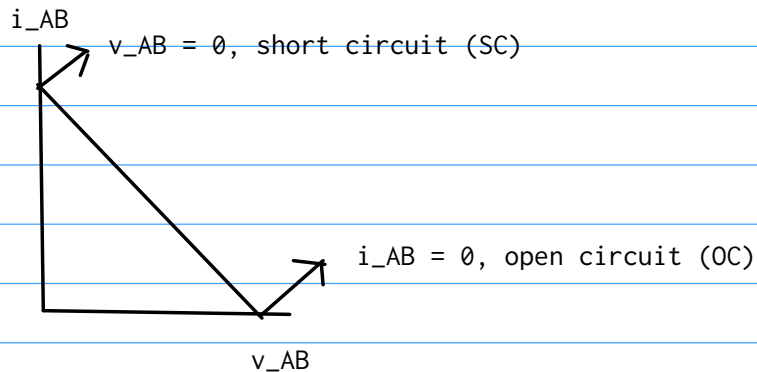 i_AB
v_AB = 0, short circuit (SC)
i_AB = 0, open circuit (OC)
v_AB